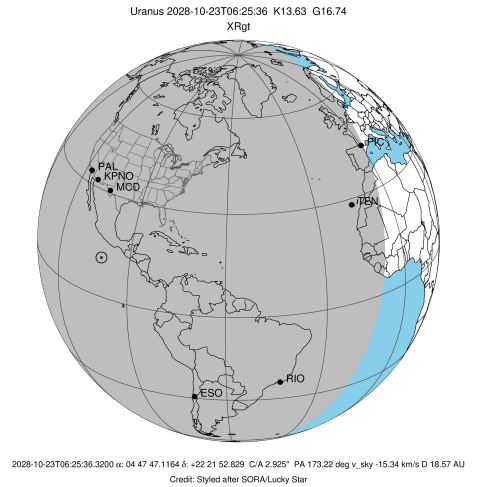 Uranus 2028-10-23T06:25:36 K13.63 G16.74
XRgt
PIC
PAL
KPNO
MCD
TEN
RIO
ESO
2028-10-23T06:25:36.3200 α: 04 47 47.1164 δ: +22 21 52.829 C/A 2.925" PA 173.22 deg v_sky -15.34 km/s D 18.57 AU
Credit: Styled after SORA/Lucky Star